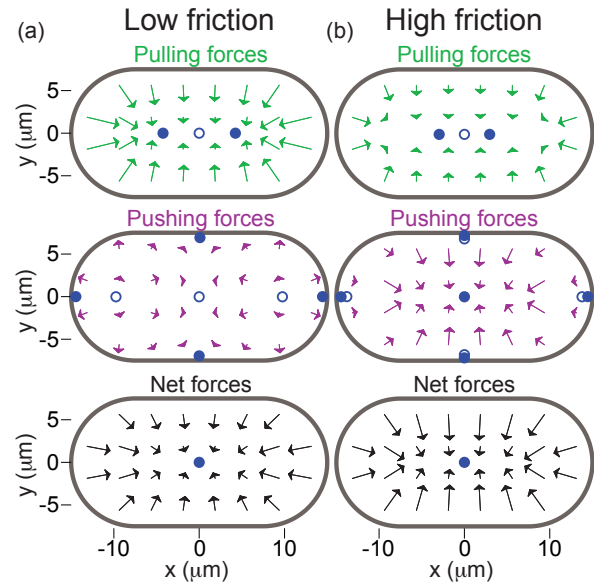 (a) Low friction (b) High friction
Pulling forces Pulling forces
5
0
-5
y (μm)
Pushing forces Pushing forces
5
0
-5
y (μm)
Net forces Net forces
5
0
-5
y (μm)
-10 0 10 -10 0 10
x (μm) x (μm)